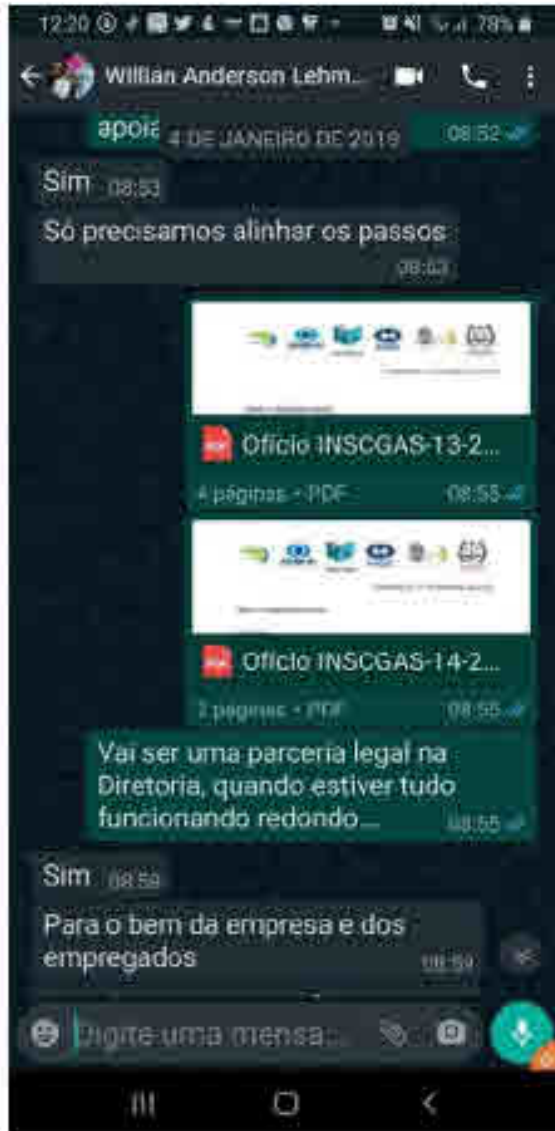 12:20
78%
Willian Anderson Lehm...
apoia
08:52
4 DE JANEIRO DE 2019
Sim 08:53
Só precisamos alinhar os passos
08:53
Ofício INSCGAS-13-2...
4 páginas • PDF 08:55
Ofício INSCGAS-14-2...
2 páginas • PDF 08:55
Vai ser uma parceria legal na
Diretoria, quando estiver tudo
funcionando redondo... 08:55
Sim 08:59
Para o bem da empresa e dos
empregados 08:59
Digite uma mensa...